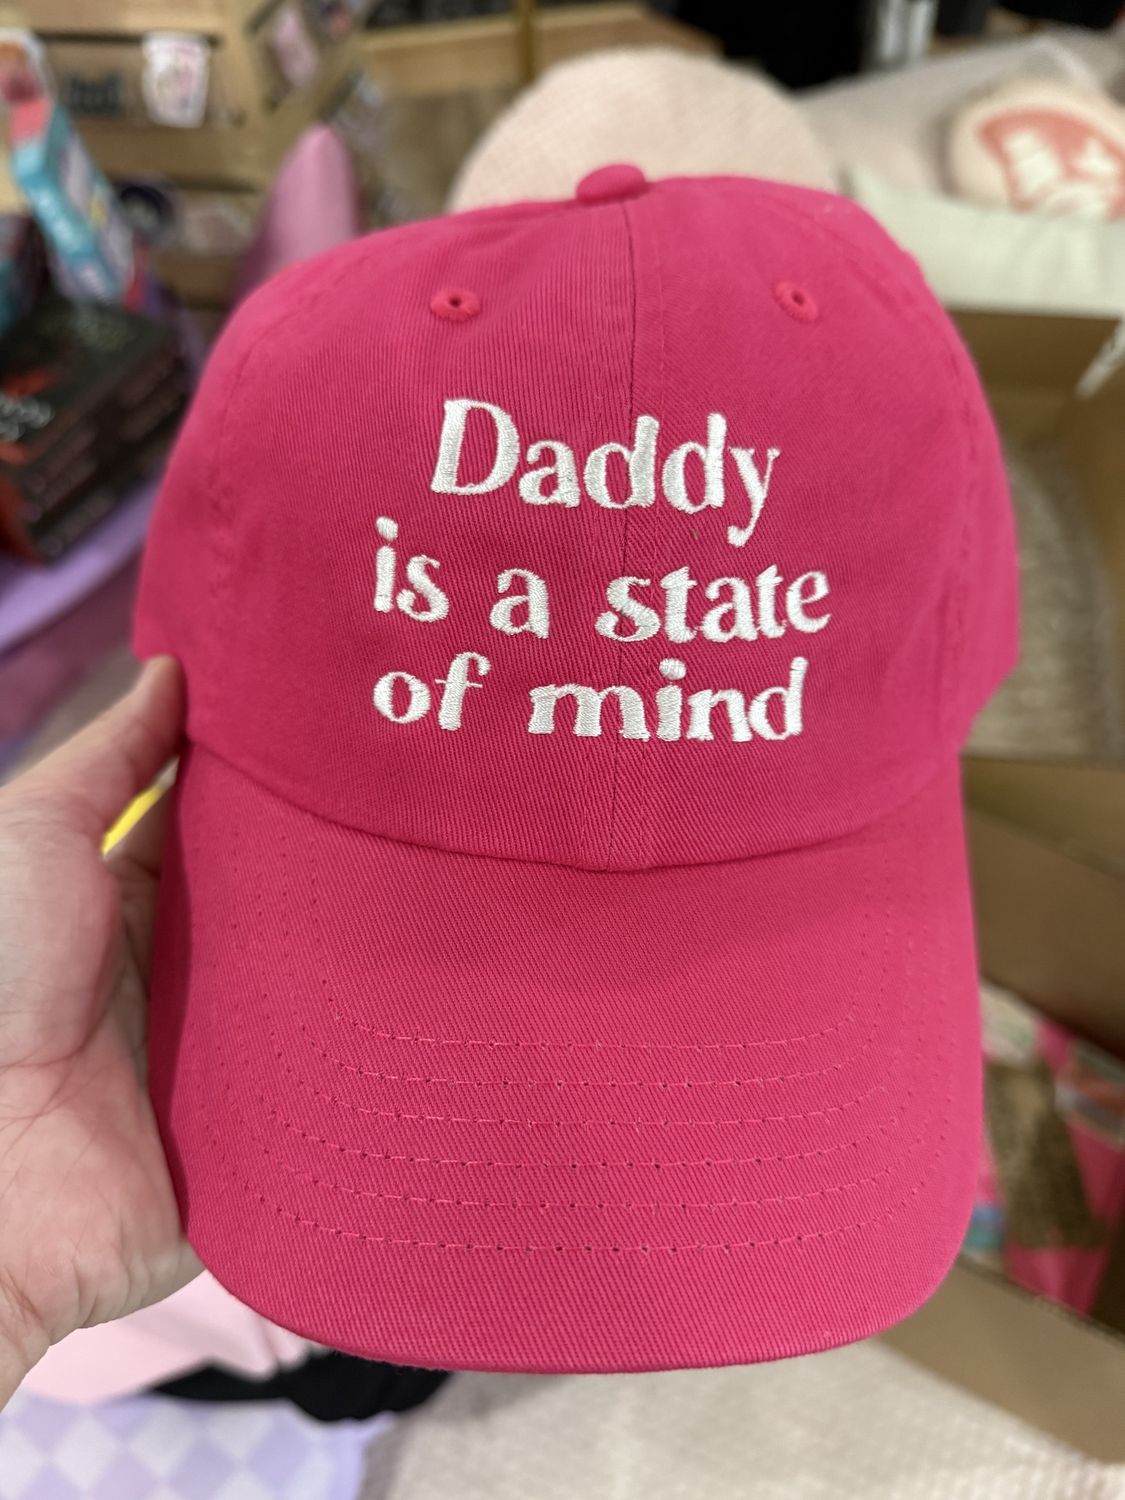 Daddy
is a state
of mind